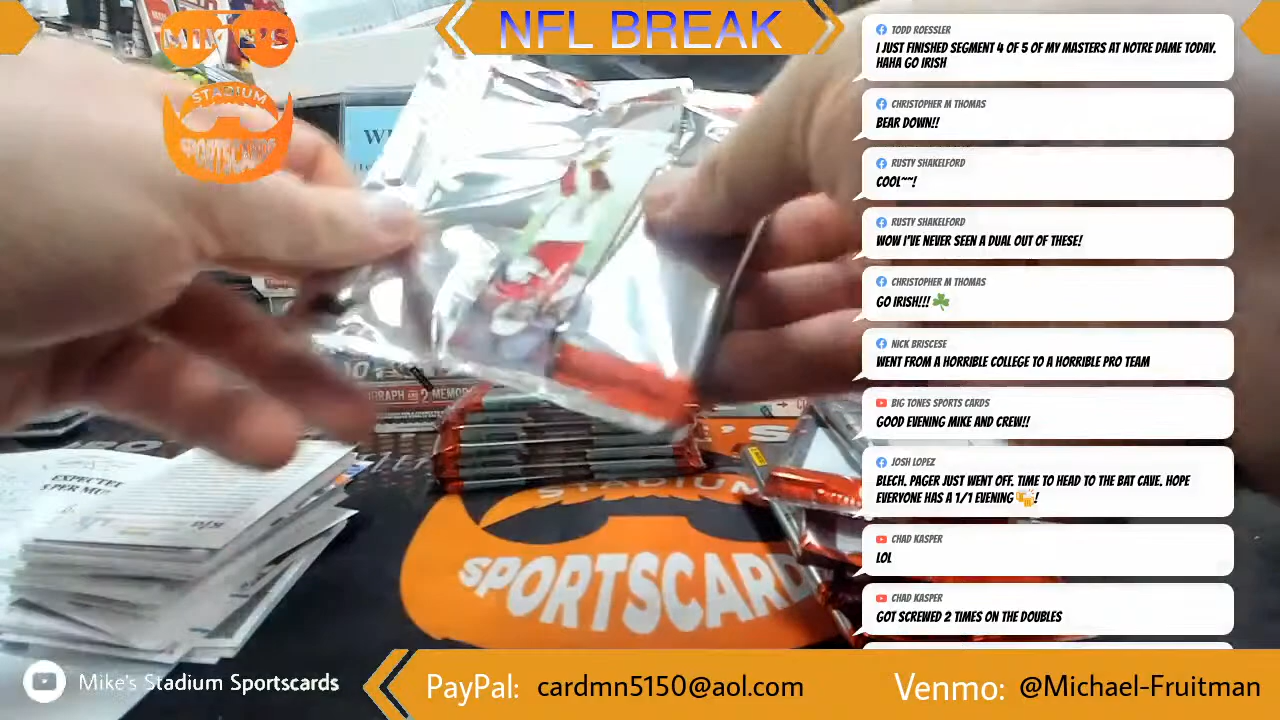 NFL BREAK
MIKE'S
STADIUM
SPORTSCARDS
TODD ROESSLER
I JUST FINISHED SEGMENT 4 OF 5 OF MY MASTERS AT NOTRE DAME TODAY.
HAHA GO IRISH
CHRISTOPHER M THOMAS
BEAR DOWN!!
RUSTY SHAKELFORD
COOL~~!
RUSTY SHAKELFORD
WOW I'VE NEVER SEEN A DUAL OUT OF THESE!
CHRISTOPHER M THOMAS
GO IRISH!!! ☘️
NICK BRISCESE
WENT FROM A HORRIBLE COLLEGE TO A HORRIBLE PRO TEAM
BIG TONES SPORTS CARDS
GOOD EVENING MIKE AND CREW!!
JOSH LOPEZ
BLECH. PAGER JUST WENT OFF. TIME TO HEAD TO THE BAT CAVE. HOPE
EVERYONE HAS A 1/1 EVENING 🍻!
CHAD KASPER
LOL
CHAD KASPER
GOT SCREWED 2 TIMES ON THE DOUBLES
STADIUM
SPORTSCARD
Mike's Stadium Sportscards
PayPal: cardmn5150@aol.com
Venmo: @Michael-Fruitman